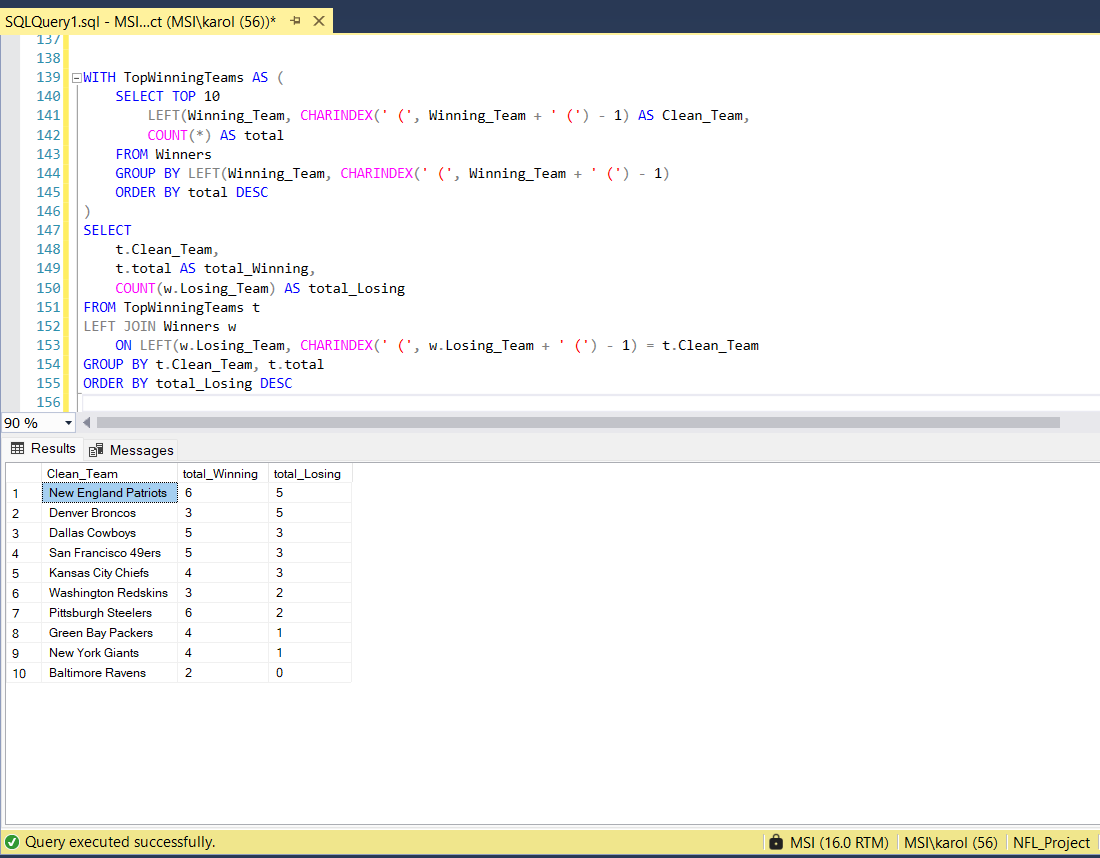 SQLQuery1.sql - MSI...ct (MSI\karol (56))*
137
138
139 WITH TopWinningTeams AS (
140 SELECT TOP 10
141 LEFT(Winning_Team, CHARINDEX(' (', Winning_Team + ' (') - 1) AS Clean_Team,
142 COUNT(*) AS total
143 FROM Winners
144 GROUP BY LEFT(Winning_Team, CHARINDEX(' (', Winning_Team + ' (') - 1)
145 ORDER BY total DESC
146 )
147 SELECT
148 t.Clean_Team,
149 t.total AS total_Winning,
150 COUNT(w.Losing_Team) AS total_Losing
151 FROM TopWinningTeams t
152 LEFT JOIN Winners w
153 ON LEFT(w.Losing_Team, CHARINDEX(' (', w.Losing_Team + ' (') - 1) = t.Clean_Team
154 GROUP BY t.Clean_Team, t.total
155 ORDER BY total_Losing DESC
156
90 %
Results Messages
Clean_Team total_Winning total_Losing
1 New England Patriots 6 5
2 Denver Broncos 3 5
3 Dallas Cowboys 5 3
4 San Francisco 49ers 5 3
5 Kansas City Chiefs 4 3
6 Washington Redskins 3 2
7 Pittsburgh Steelers 6 2
8 Green Bay Packers 4 1
9 New York Giants 4 1
10 Baltimore Ravens 2 0
Query executed successfully. MSI (16.0 RTM) MSI\karol (56) NFL_Project